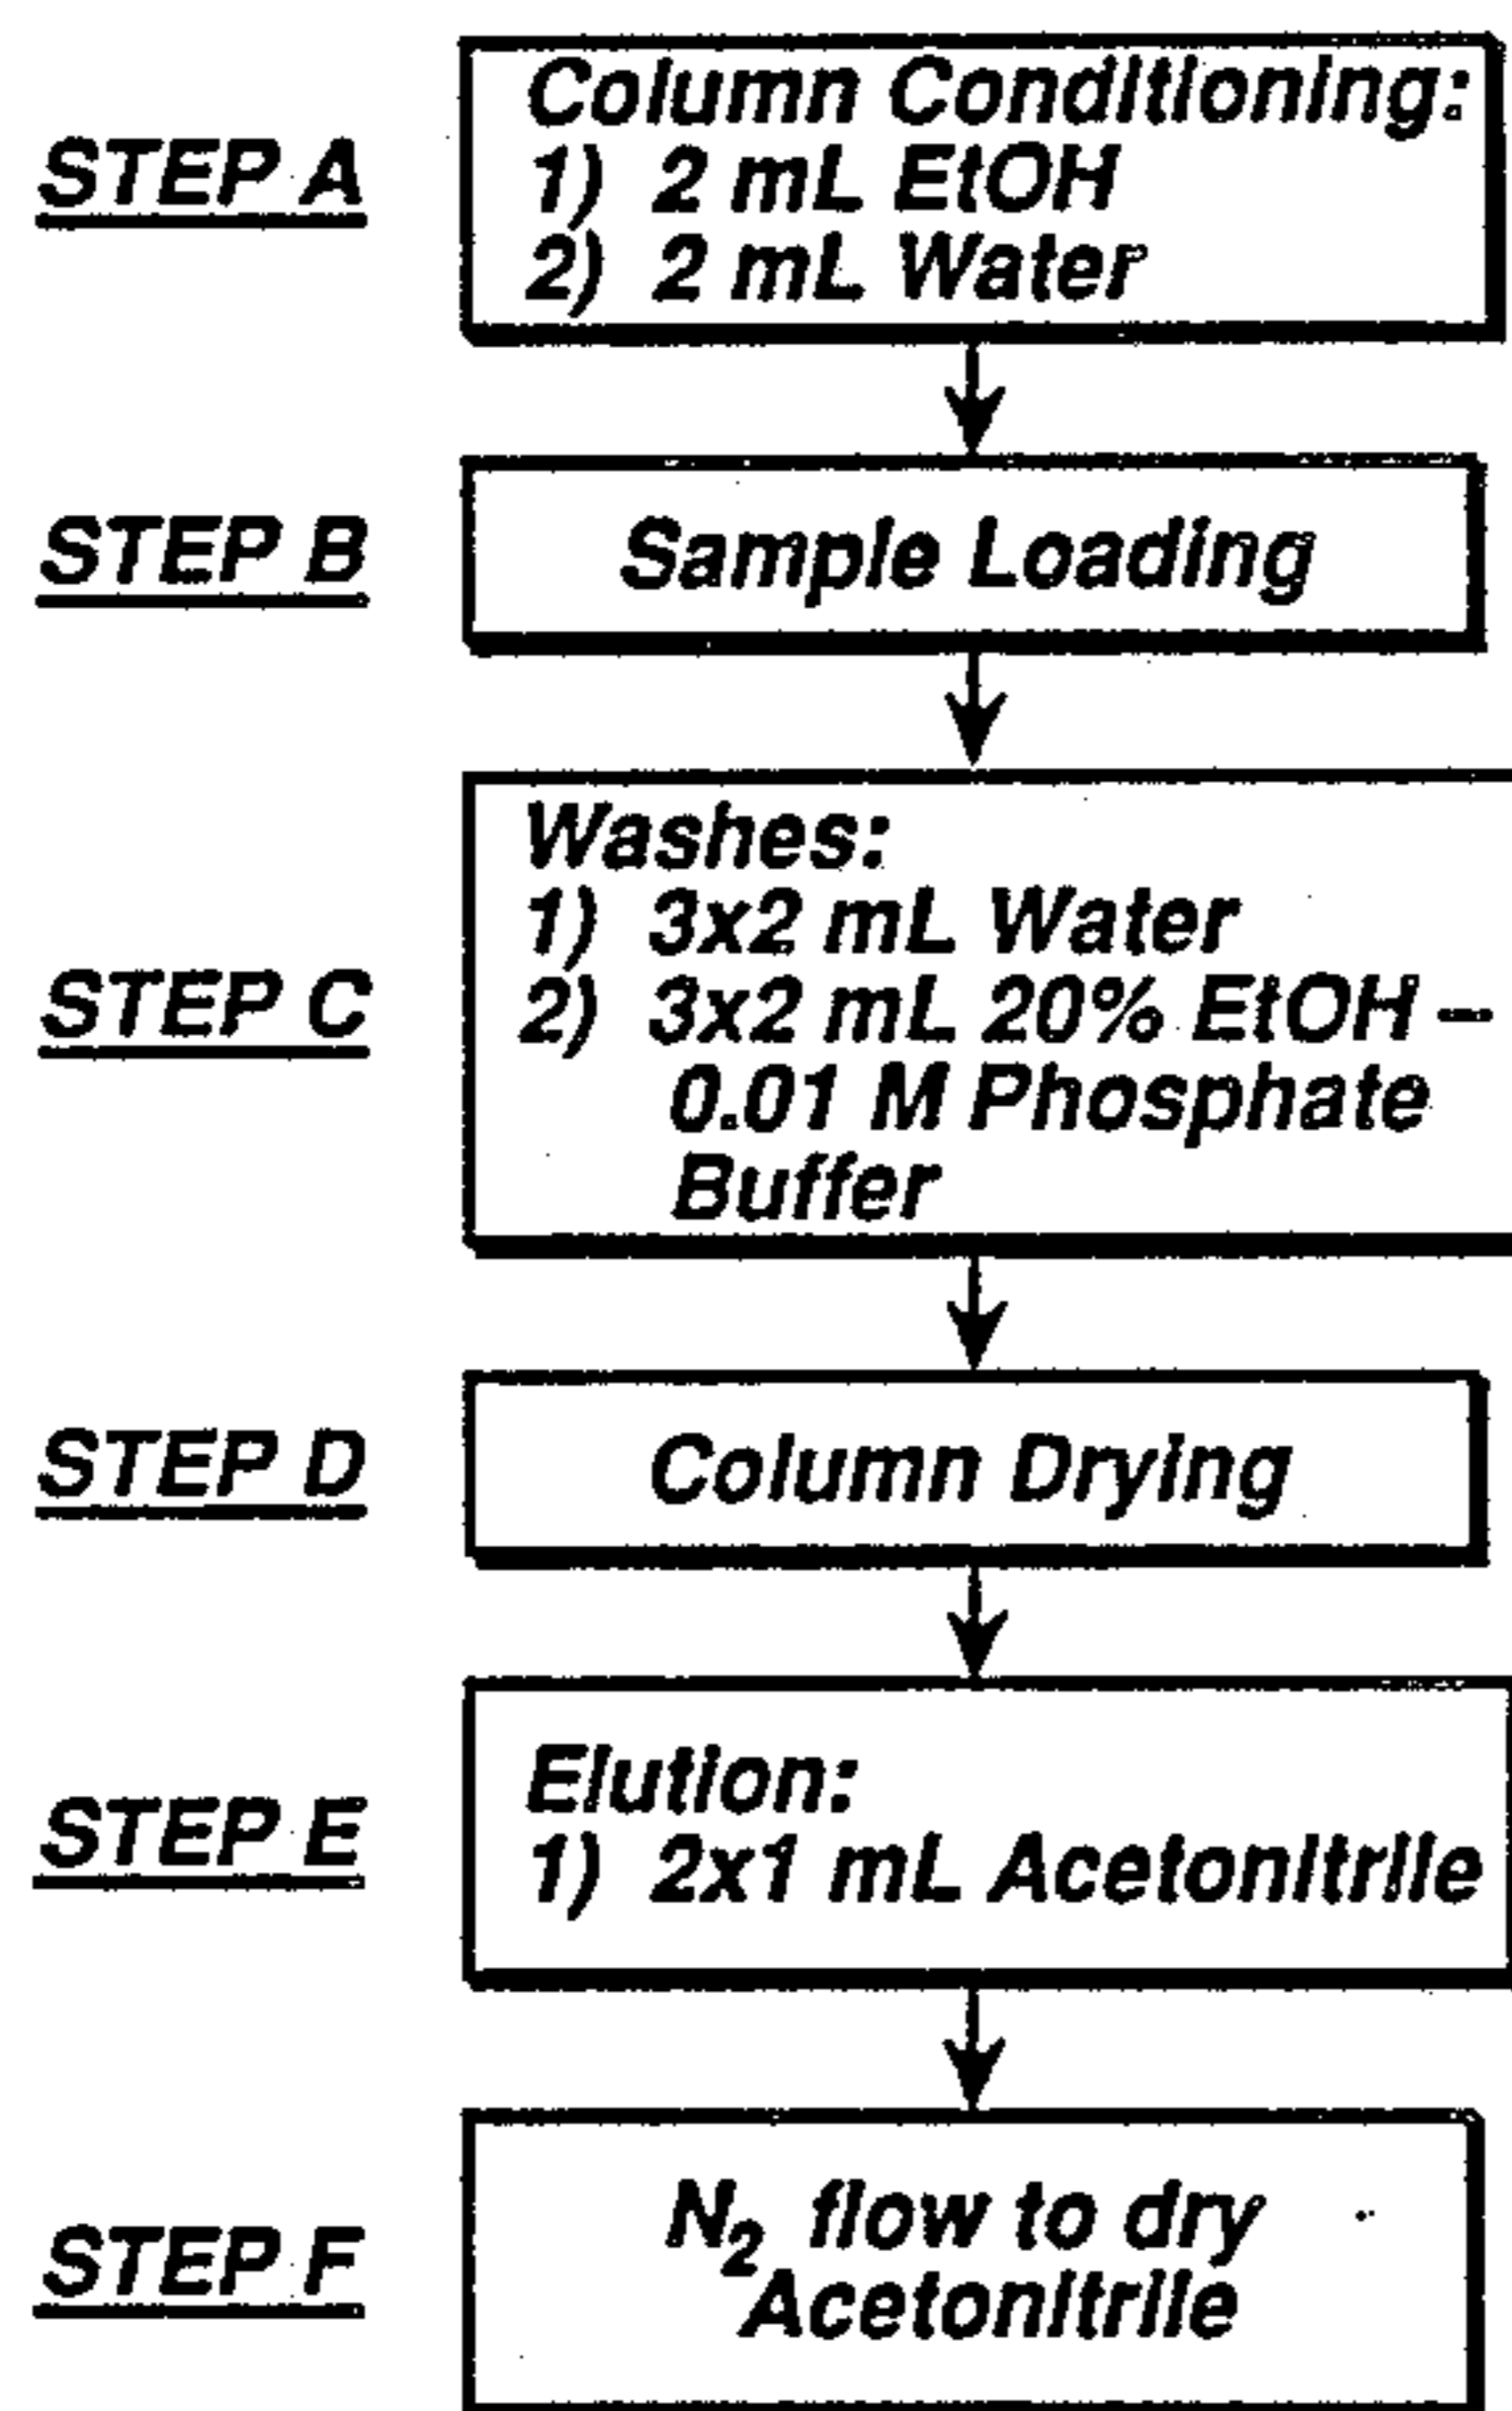 STEP A
Column Conditioning:
1) 2 mL EtOH
2) 2 mL Water
STEP B
Sample Loading
STEP C
Washes:
1) 3x2 mL Water
2) 3x2 mL 20% EtOH –
0.01 M Phosphate
Buffer
STEP D
Column Drying
STEP E
Elution:
1) 2x1 mL Acetonitrile
STEP F
N₂ flow to dry
Acetonitrile